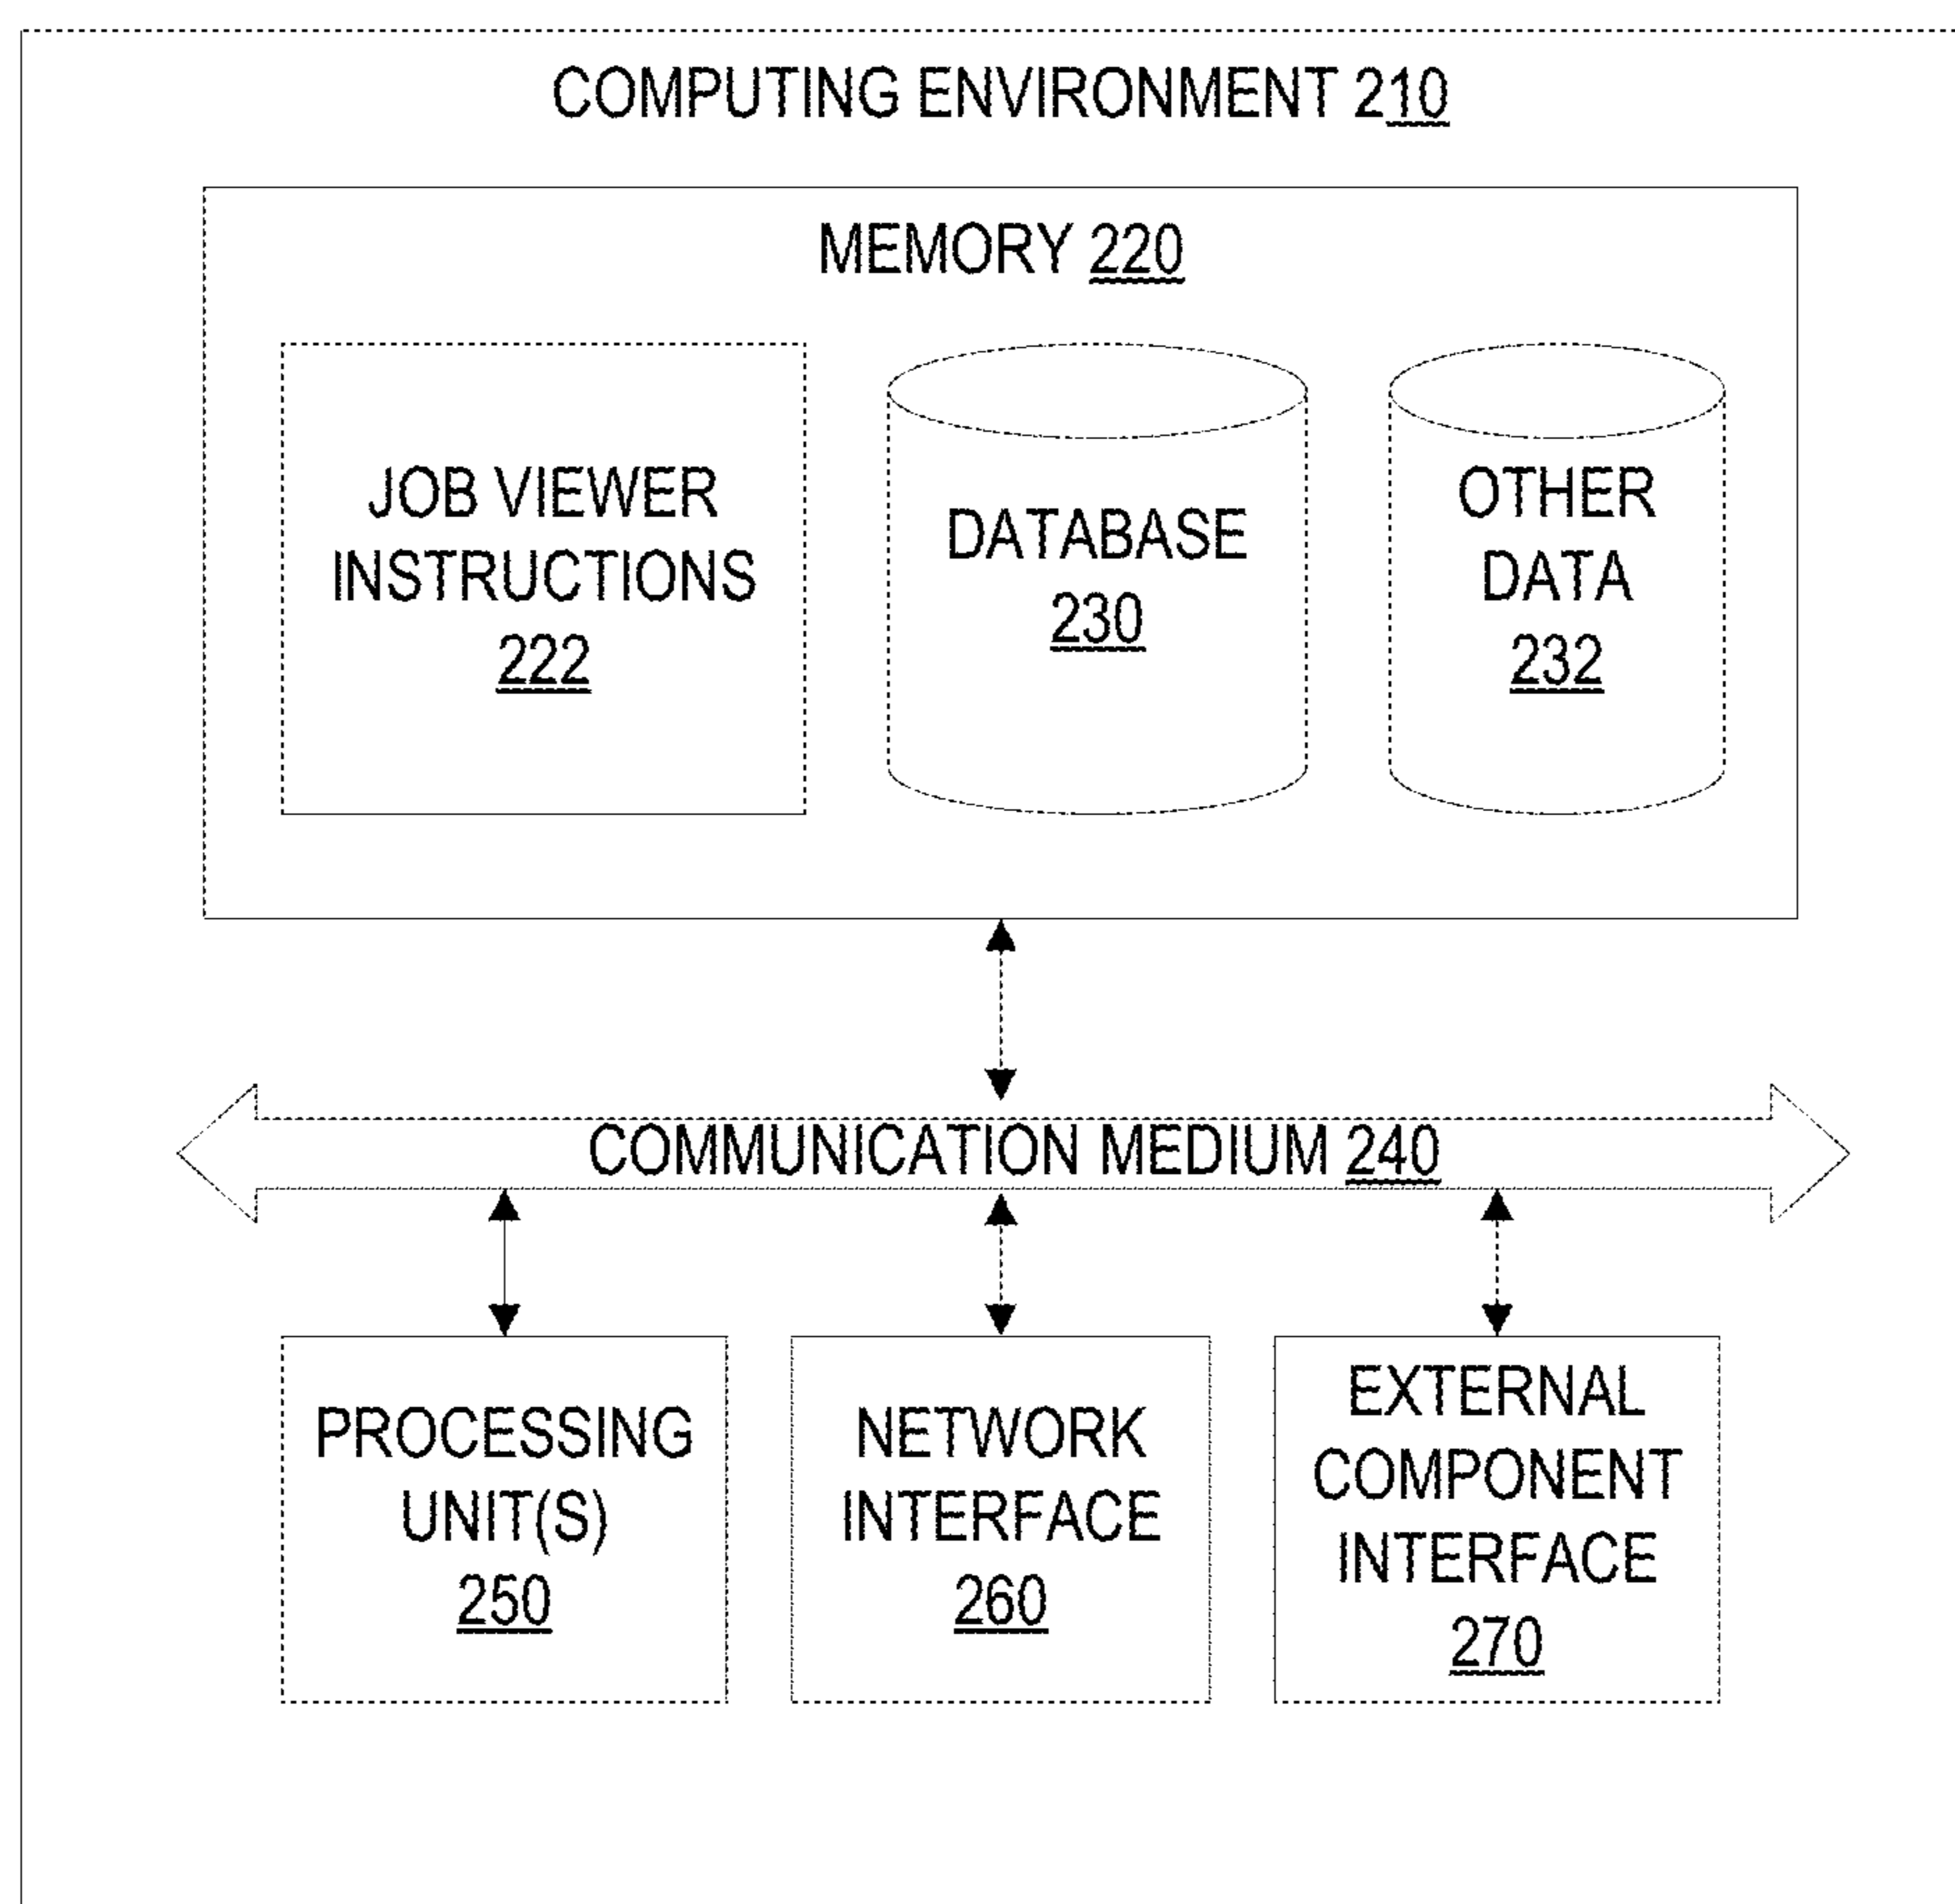 COMPUTING ENVIRONMENT 210
MEMORY 220
JOB VIEWER
INSTRUCTIONS
222
DATABASE
230
OTHER
DATA
232
COMMUNICATION MEDIUM 240
PROCESSING
UNIT(S)
250
NETWORK
INTERFACE
260
EXTERNAL
COMPONENT
INTERFACE
270